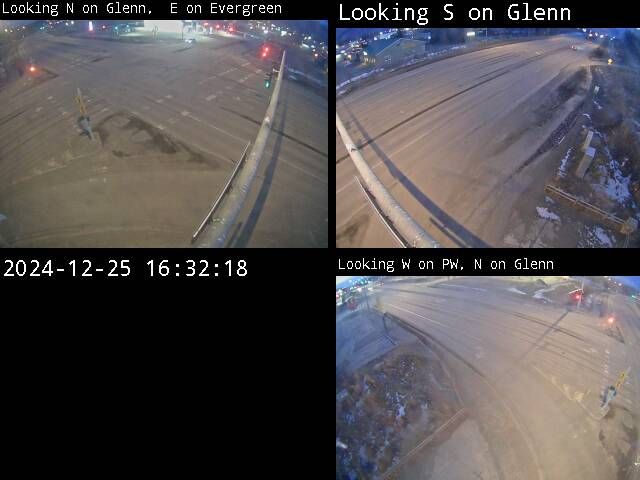 Looking N on Glenn,  E on Evergreen
Looking S on Glenn
2024-12-25 16:32:18
Looking W on PW, N on Glenn